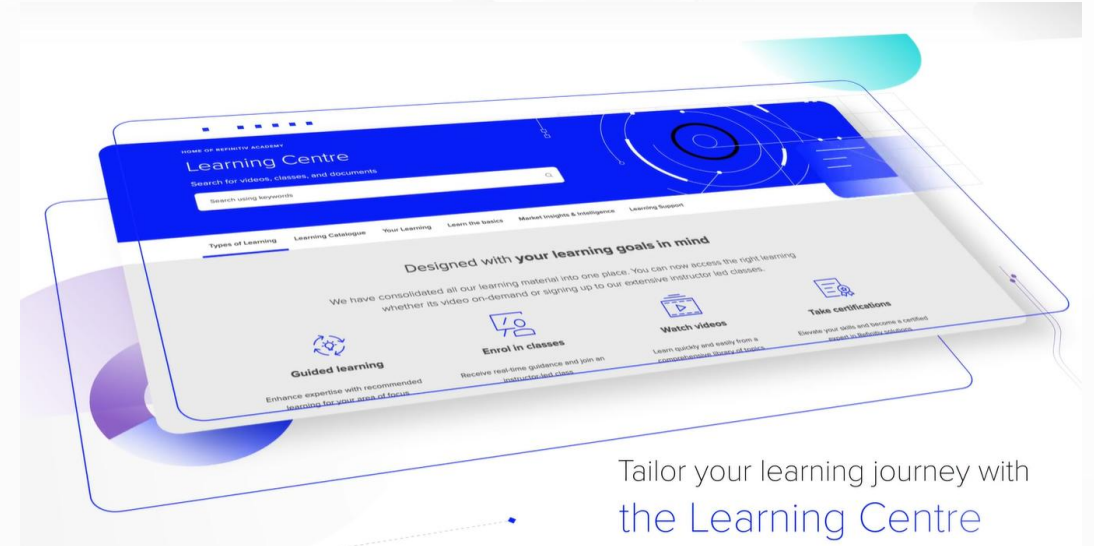 HOME OF REFINITIV ACADEMY
Learning Centre
Search for videos, classes, and documents
Search using keywords
Types of Learning
Learning Catalogue
Your Learning
Learn the basics
Market Insights & Intelligence
Learning Support
Designed with your learning goals in mind
We have consolidated all our learning material into one place. You can now access the right learning
whether its video on-demand or signing up to our extensive instructor led classes.
Guided learning
Enhance expertise with recommended
learning for your area of focus
Enrol in classes
Receive real-time guidance and join an
instructor-led class
Watch videos
Learn quickly and easily from a
comprehensive library of topics
Take certifications
Elevate your skills and become a certified
expert in Refinitiv solutions
Tailor your learning journey with
the Learning Centre